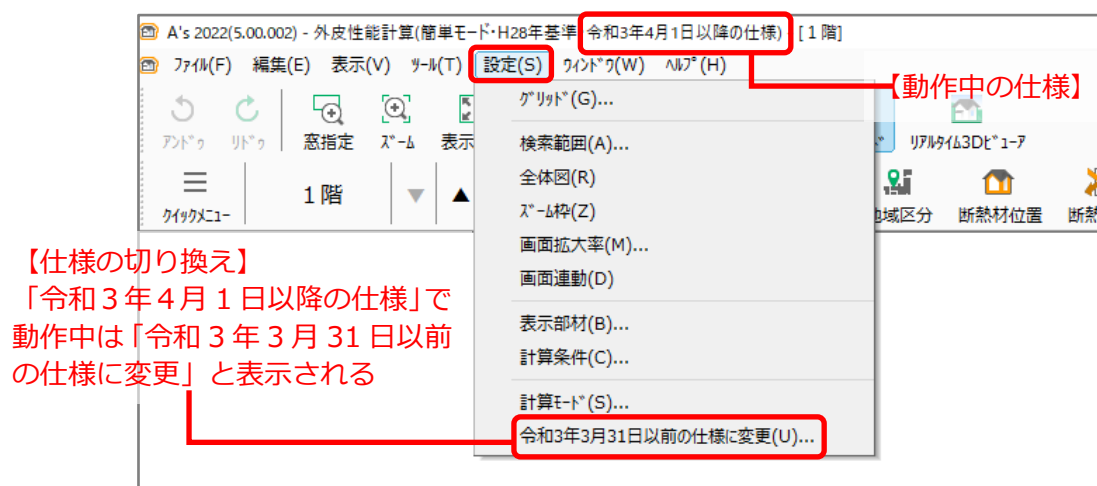 A's 2022(5.00.002) - 外皮性能計算(簡単モード・H28年基準・令和3年4月1日以降の仕様) - [1階]
ファイル(F) 編集(E) 表示(V) ツール(T) 設定(S) ウィンドウ(W) ヘルプ(H)
【動作中の仕様】
アンドゥ リドゥ 窓指定 ズーム 表示 リアルタイム3Dビューア
クイックメニュー 1階 ▼ ▲ 地域区分 断熱材位置 断熱
グリッド(G)...
検索範囲(A)...
全体図(R)
ズーム枠(Z)
画面拡大率(M)...
画面連動(D)
表示部材(B)...
計算条件(C)...
計算モード(S)...
令和3年3月31日以前の仕様に変更(U)...
【仕様の切り換え】
「令和3年4月1日以降の仕様」で
動作中は「令和3年3月31日以前
の仕様に変更」と表示される